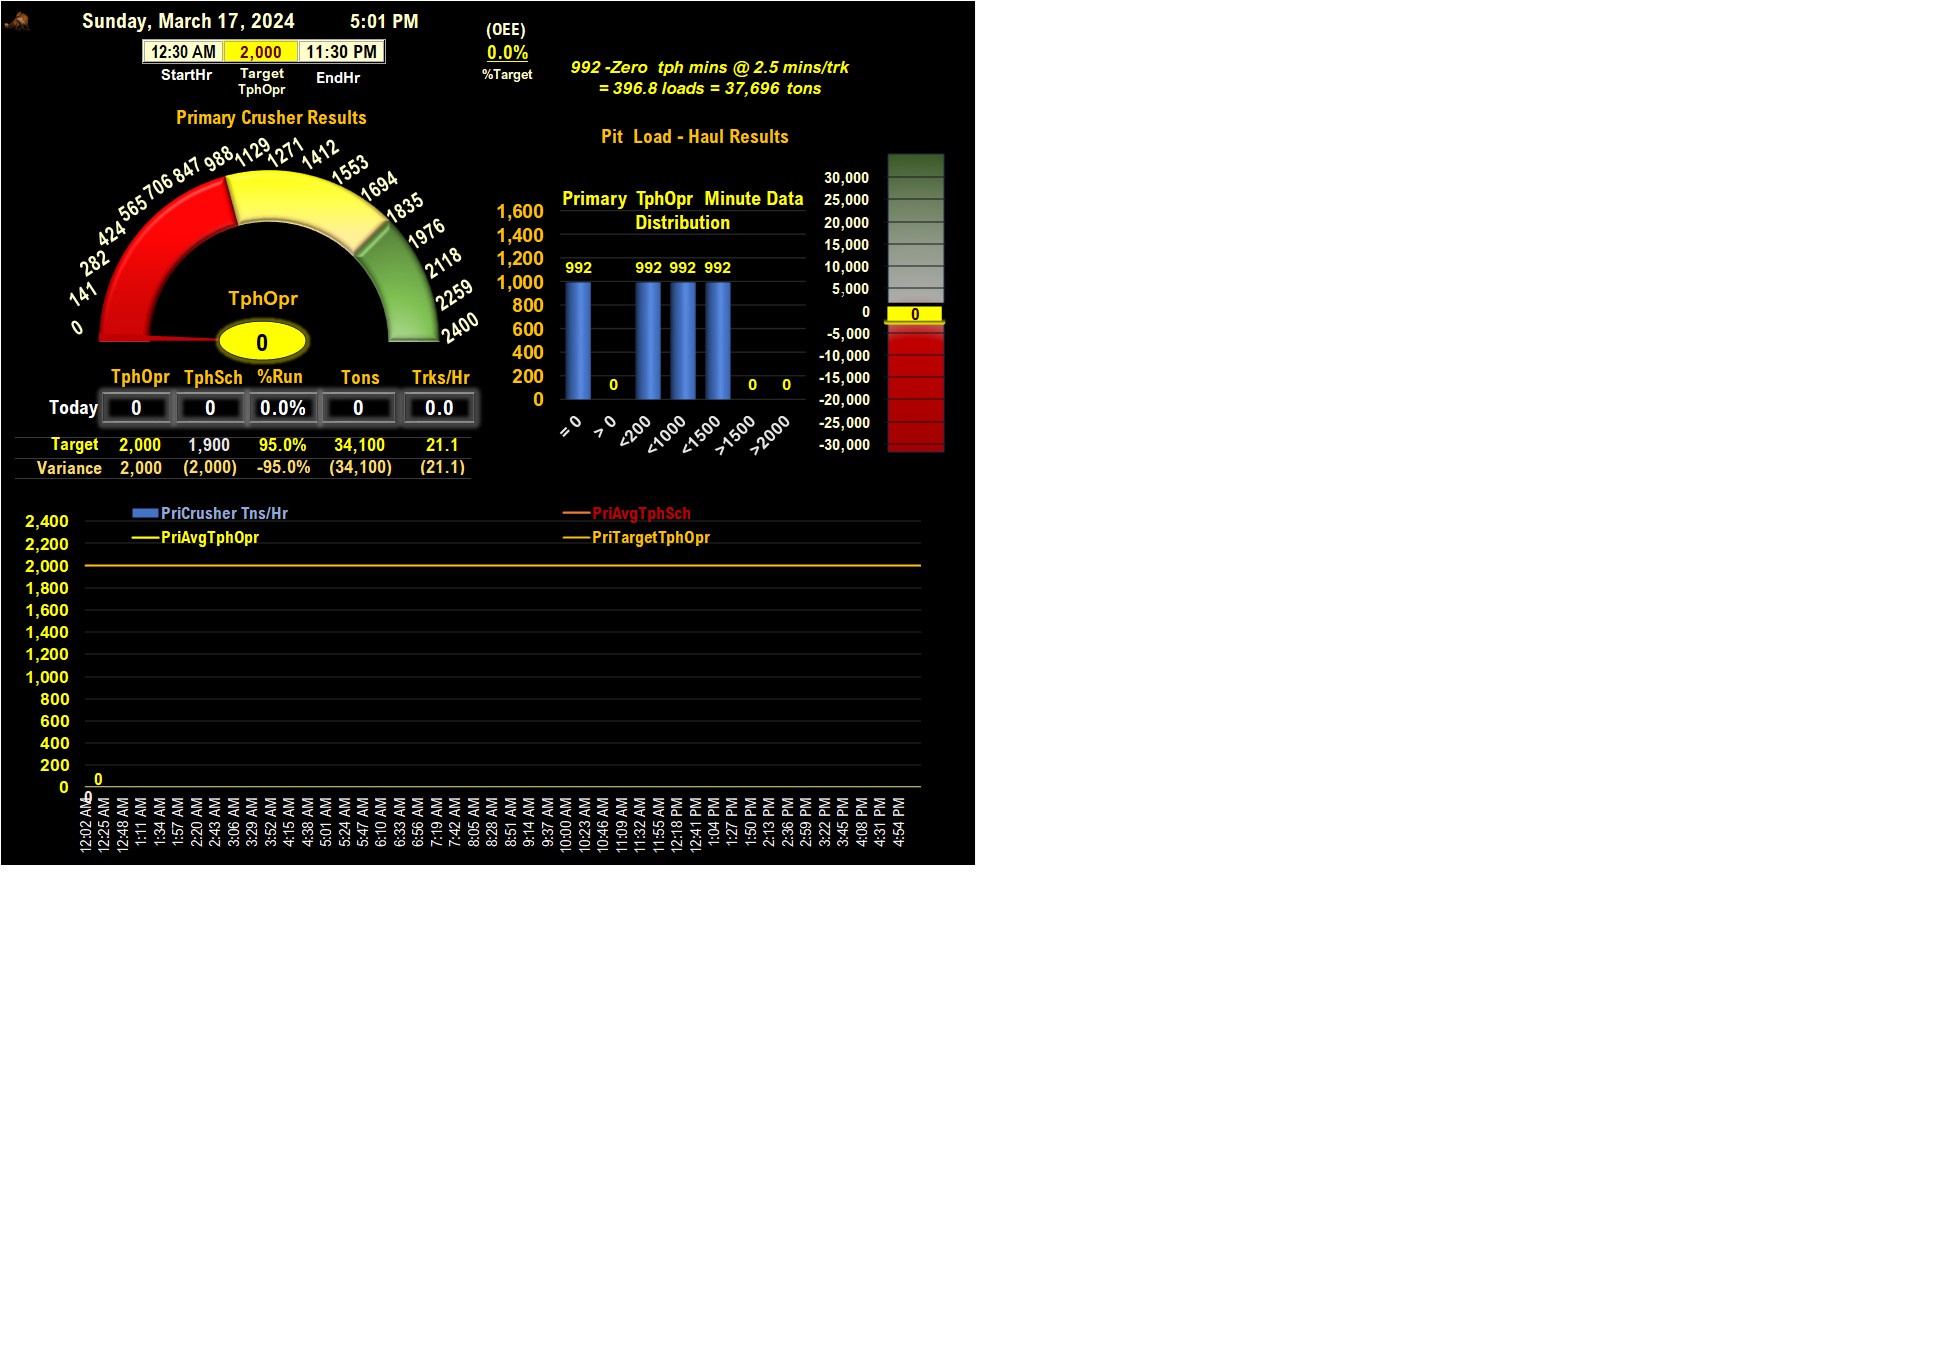 Sunday, March 17, 2024 5:01 PM
12:30 AM 2,000 11:30 PM
StartHr Target TphOpr EndHr
(OEE)
0.0%
%Target
992 -Zero tph mins @ 2.5 mins/trk
= 396.8 loads = 37,696 tons
Primary Crusher Results
0 141 282 424 565 706 847 988 1129 1271 1412 1553 1694 1835 1976 2118 2259 2400
TphOpr
0
TphOpr TphSch %Run Tons Trks/Hr
Today 0 0 0.0% 0 0.0
Target 2,000 1,900 95.0% 34,100 21.1
Variance 2,000 (2,000) -95.0% (34,100) (21.1)
Pit Load - Haul Results
Primary TphOpr Minute Data
Distribution
1,600
1,400
1,200
1,000
800
600
400
200
0
992 0 992 992 992 0 0
= 0 > 0 <200 <1000 <1500 >1500 >2000
30,000
25,000
20,000
15,000
10,000
5,000
0
-5,000
-10,000
-15,000
-20,000
-25,000
-30,000
0
PriCrusher Tns/Hr PriAvgTphSch
PriAvgTphOpr PriTargetTphOpr
2,400
2,200
2,000
1,800
1,600
1,400
1,200
1,000
800
600
400
200
0
0
0
12:02 AM 12:25 AM 12:48 AM 1:11 AM 1:34 AM 1:57 AM 2:20 AM 2:43 AM 3:06 AM 3:29 AM 3:52 AM 4:15 AM 4:38 AM 5:01 AM 5:24 AM 5:47 AM 6:10 AM 6:33 AM 6:56 AM 7:19 AM 7:42 AM 8:05 AM 8:28 AM 8:51 AM 9:14 AM 9:37 AM 10:00 AM 10:23 AM 10:46 AM 11:09 AM 11:32 AM 11:55 AM 12:18 PM 12:41 PM 1:04 PM 1:27 PM 1:50 PM 2:13 PM 2:36 PM 2:59 PM 3:22 PM 3:45 PM 4:08 PM 4:31 PM 4:54 PM